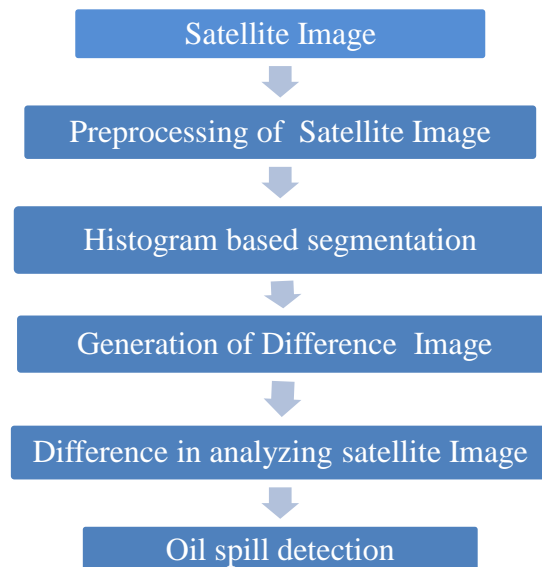 Satellite Image
Preprocessing of Satellite Image
Histogram based segmentation
Generation of Difference Image
Difference in analyzing satellite Image
Oil spill detection